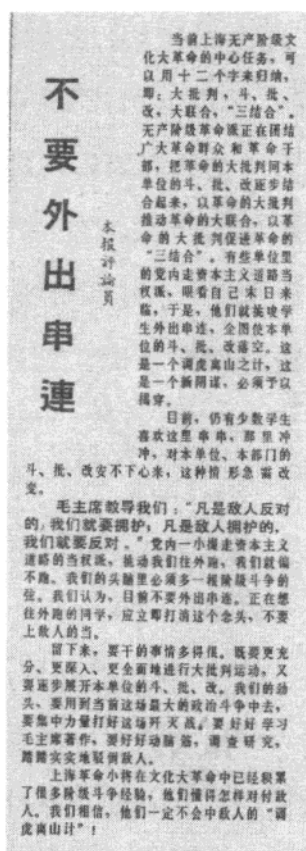 不要外出串連
本报評論員
当前上海无产阶级文
化大革命的中心任务，可
以用十二个字来归纳，
即：大批判，斗、批、
改，大联合，“三結合”。
无产阶级革命派正在团结
广大革命群众和革命干
部，把革命的大批判同本
单位的斗、批、改逐步结
合起来，以革命的大批判
推动革命的大联合，以革
命的大批判促进革命的
“三結合”。有些单位里
的党内走资本主义道路当
权派，眼看自己末日来
临，于是，他们就挑唆学
生外出串连，企图使本单
位的斗、批、改落空。这
是一个调虎离山之计，这
是一个新阴谋，必须予以
揭穿。
目前，仍有少数学生
喜欢这里串串，那里冲
冲，对本单位、本部门的
斗、批、改安不下心来，这种情形急需改
变。
毛主席教导我们：“凡是敌人反对
的，我们就要拥护；凡是敌人拥护的，
我们就要反对。”党内一小撮走资本主义
道路的当权派，挑动我们往外跑，我们就偏
不跑。我们的头脑里必须多一根阶级斗争的
弦。我们认为，目前不要外出串连。正在想
往外跑的同学，应立即打消这个念头，不要
上敌人的当。
留下来，要干的事情多得很。既要更充
分、更深入、更全面地进行大批判运动，又
要逐步展开本单位的斗、批、改。我们的劲
头，要用到当前这场最大的政治斗争中去，
要集中力量打好这场歼灭战。要好好学习
毛主席著作，要好好动脑筋，调查研究，
踏踏实实地驳倒敌人。
上海革命小将在文化大革命中已经积累
了很多阶级斗争经验，他们懂得怎样对付敌
人。我们相信，他们一定不会中敌人的“调
虎离山计”！